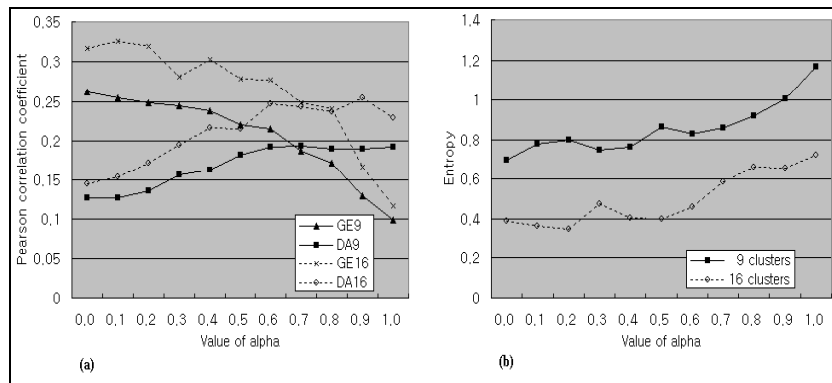 Pearson correlation coefficient
0,35
0,3
0,25
0,2
0,15
0,1
0,05
0
GE9
DA9
GE16
DA16
0,0 0,1 0,2 0,3 0,4 0,5 0,6 0,7 0,8 0,9 1,0
Value of alpha
(a)
Entropy
1,4
1,2
1
0,8
0,6
0,4
0,2
0
9 clusters
16 clusters
0,0 0,1 0,2 0,3 0,4 0,5 0,6 0,7 0,8 0,9 1,0
Value of alpha
(b)